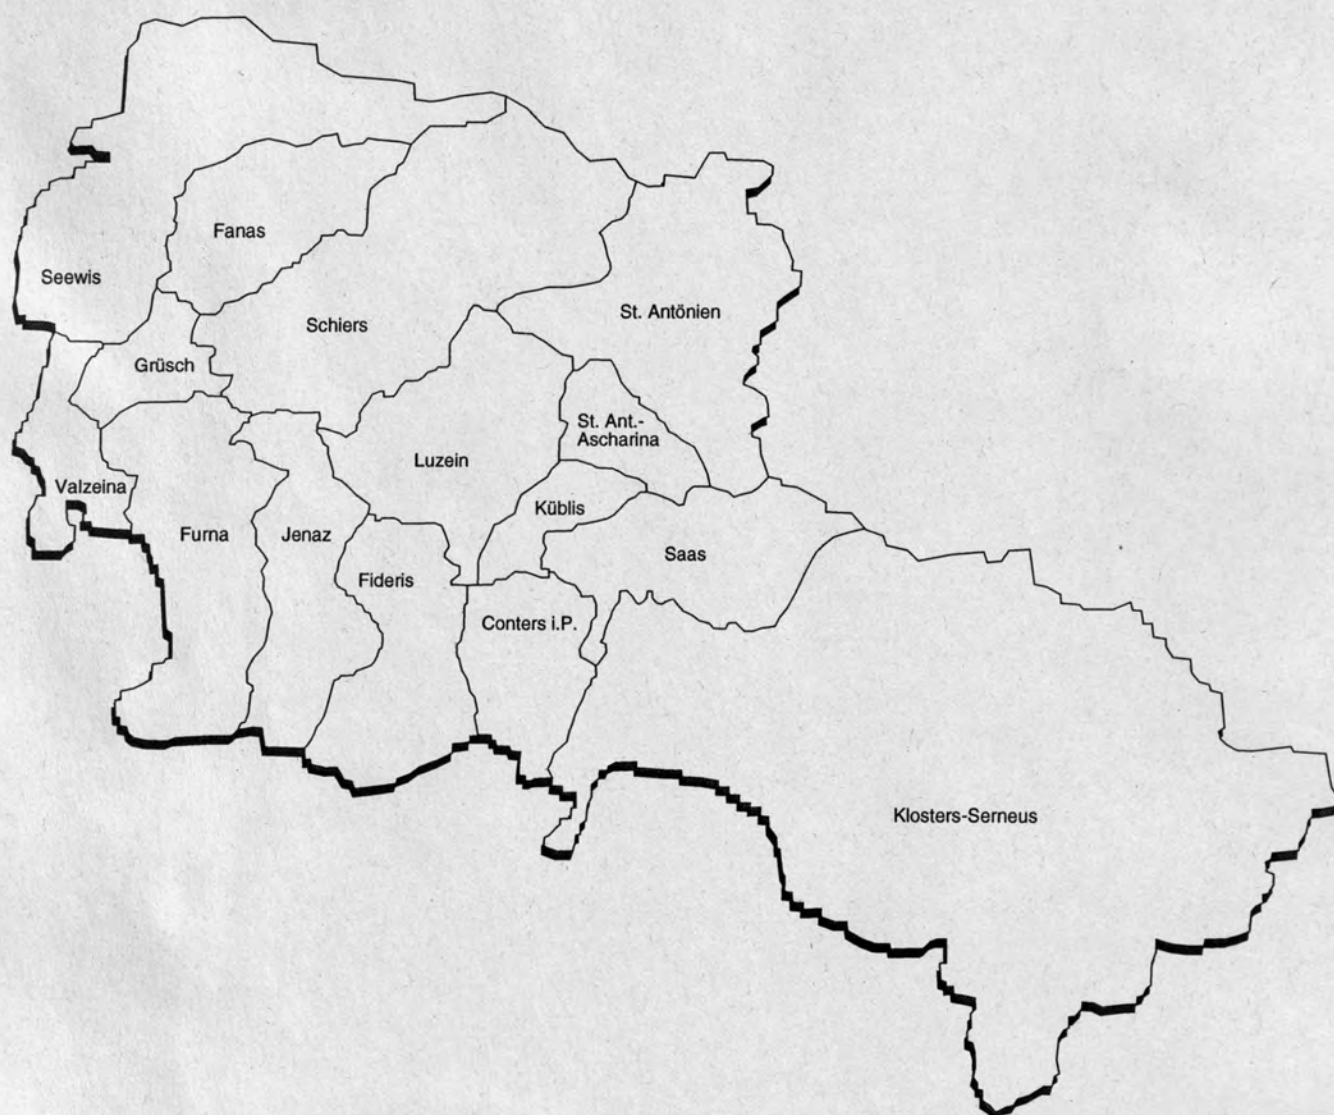 Fanas
Seewis
St. Antönien
Schiers
Grüsch
St. Ant.-
Ascharina
Luzein
Valzeina
Küblis
Furna
Jenaz
Saas
Fideris
Conters i.P.
Klosters-Serneus